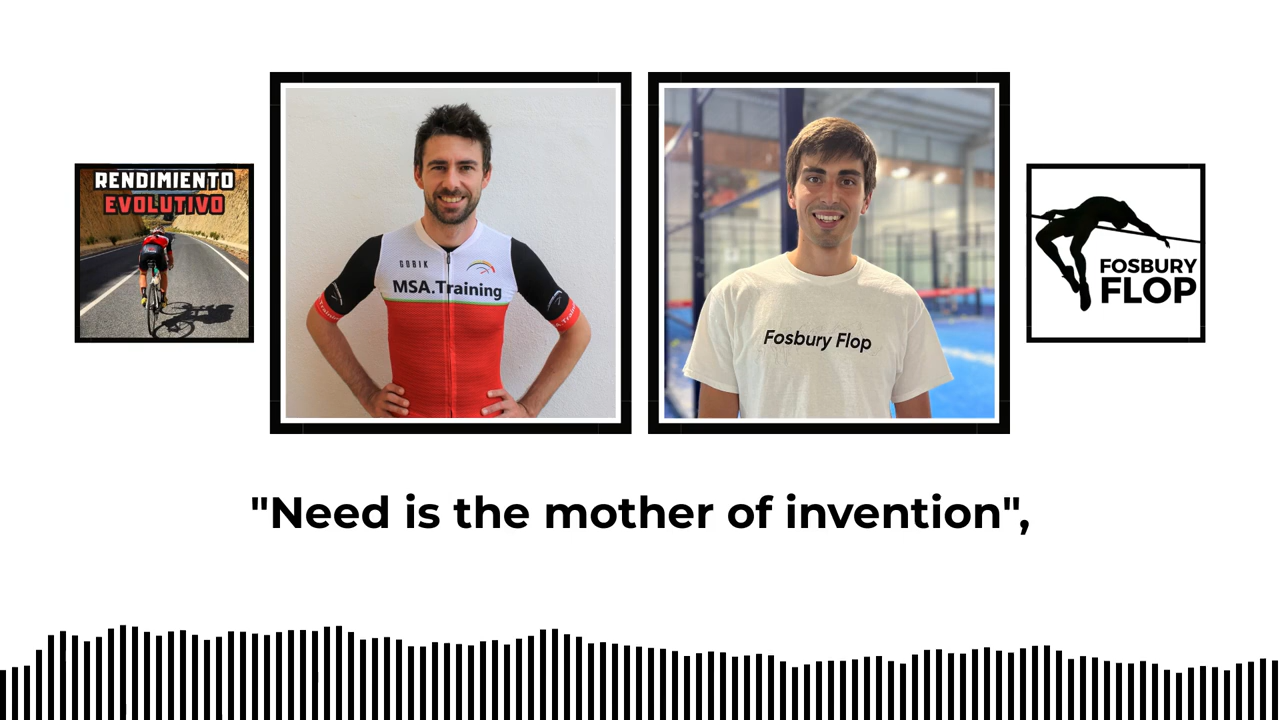 RENDIMIENTO
EVOLUTIVO
GOBIK
MSA.Training
Fosbury Flop
FOSBURY
FLOP
"Need is the mother of invention",